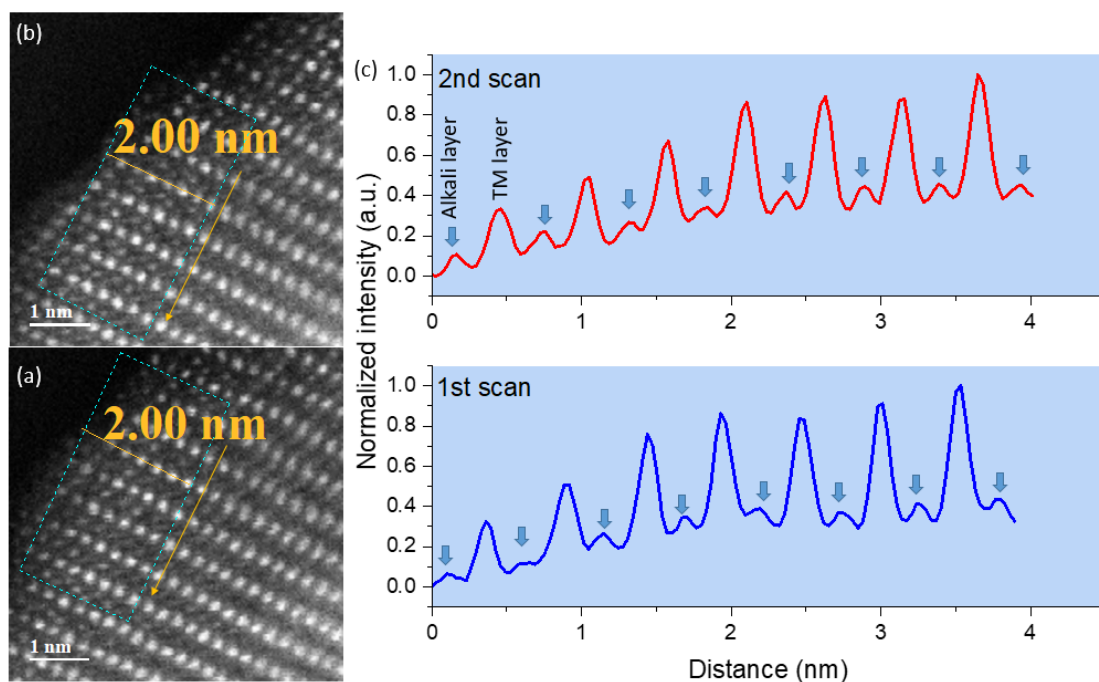 (b)
2.00 nm
1 nm
(a)
2.00 nm
1 nm
(c)
2nd scan
Alkali layer
TM layer
1.0
0.8
0.6
0.4
0.2
0.0
0 1 2 3 4
Normalized intensity (a.u.)
1st scan
1.0
0.8
0.6
0.4
0.2
0.0
0 1 2 3 4
Distance (nm)